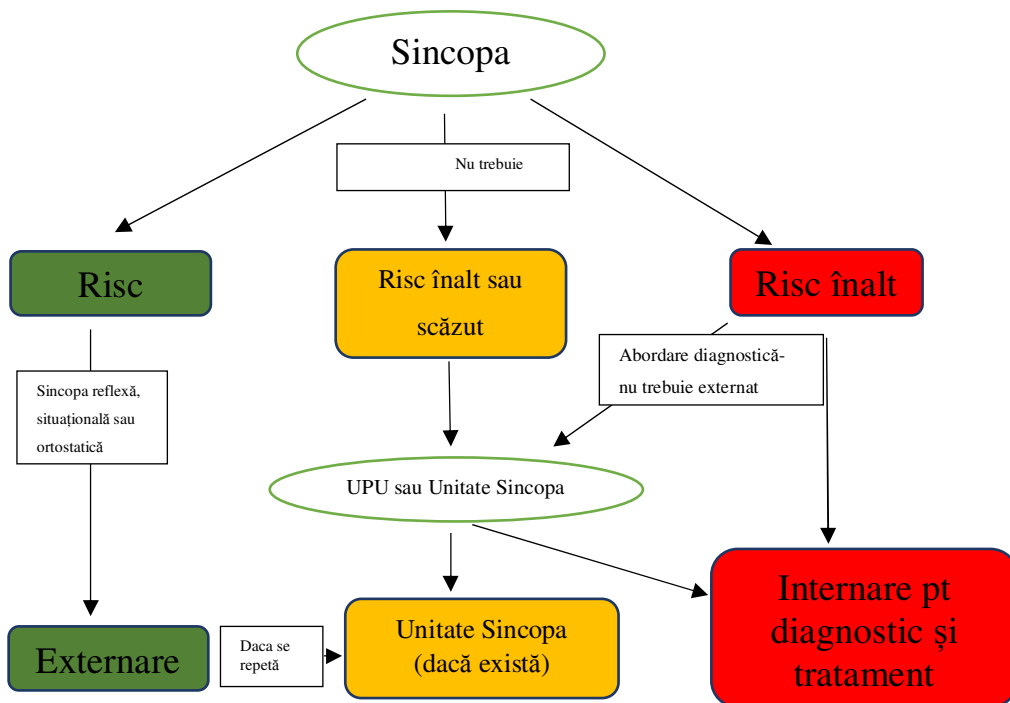 Sincopa
Nu trebuie
Risc
Risc înalt sau
scăzut
Risc înalt
Abordare diagnostică-
nu trebuie externat
Sincopa reflexă,
situațională sau
ortostatică
UPU sau Unitate Sincopa
Externare
Daca se
repetă
Unitate Sincopa
(dacă există)
Internare pt
diagnostic și
tratament